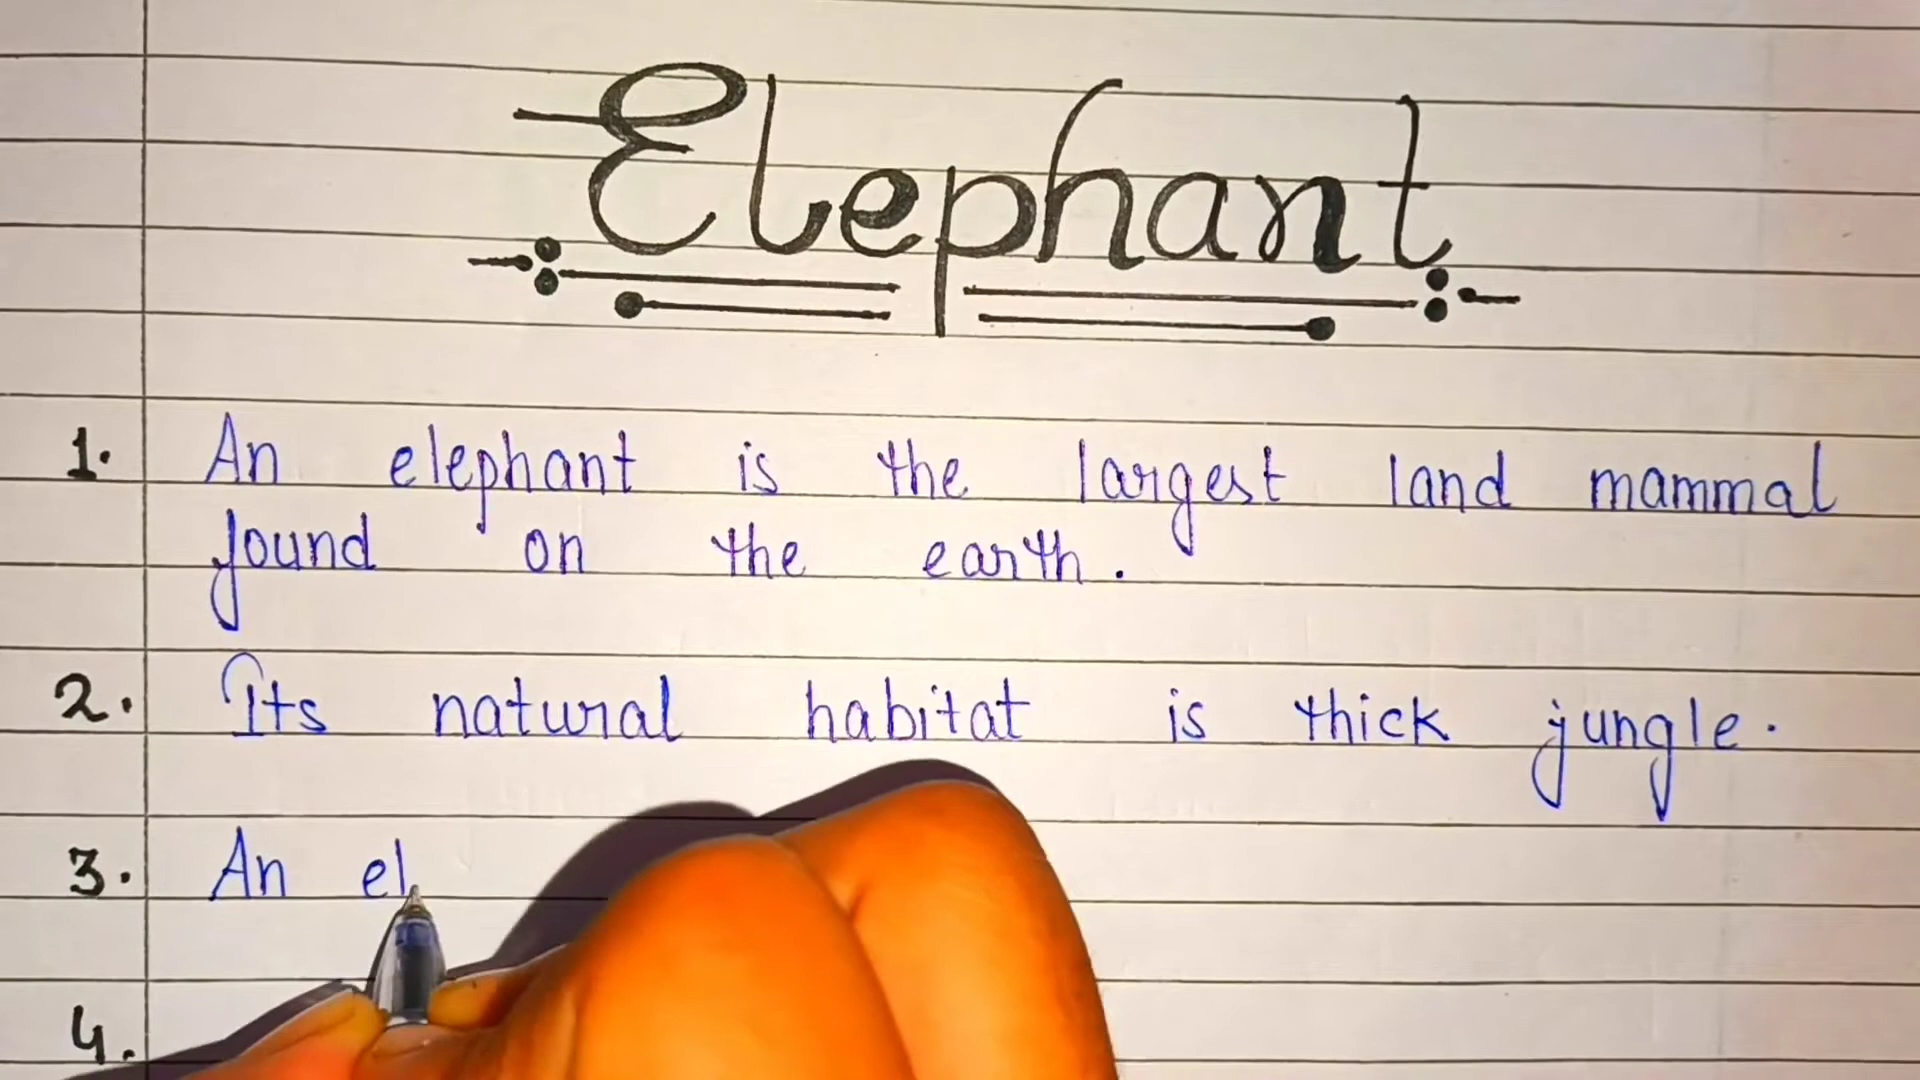 Elephant
1. An elephant is the largest land mammal
found on the earth.
2. Its natural habitat is thick jungle.
3. An el
4.